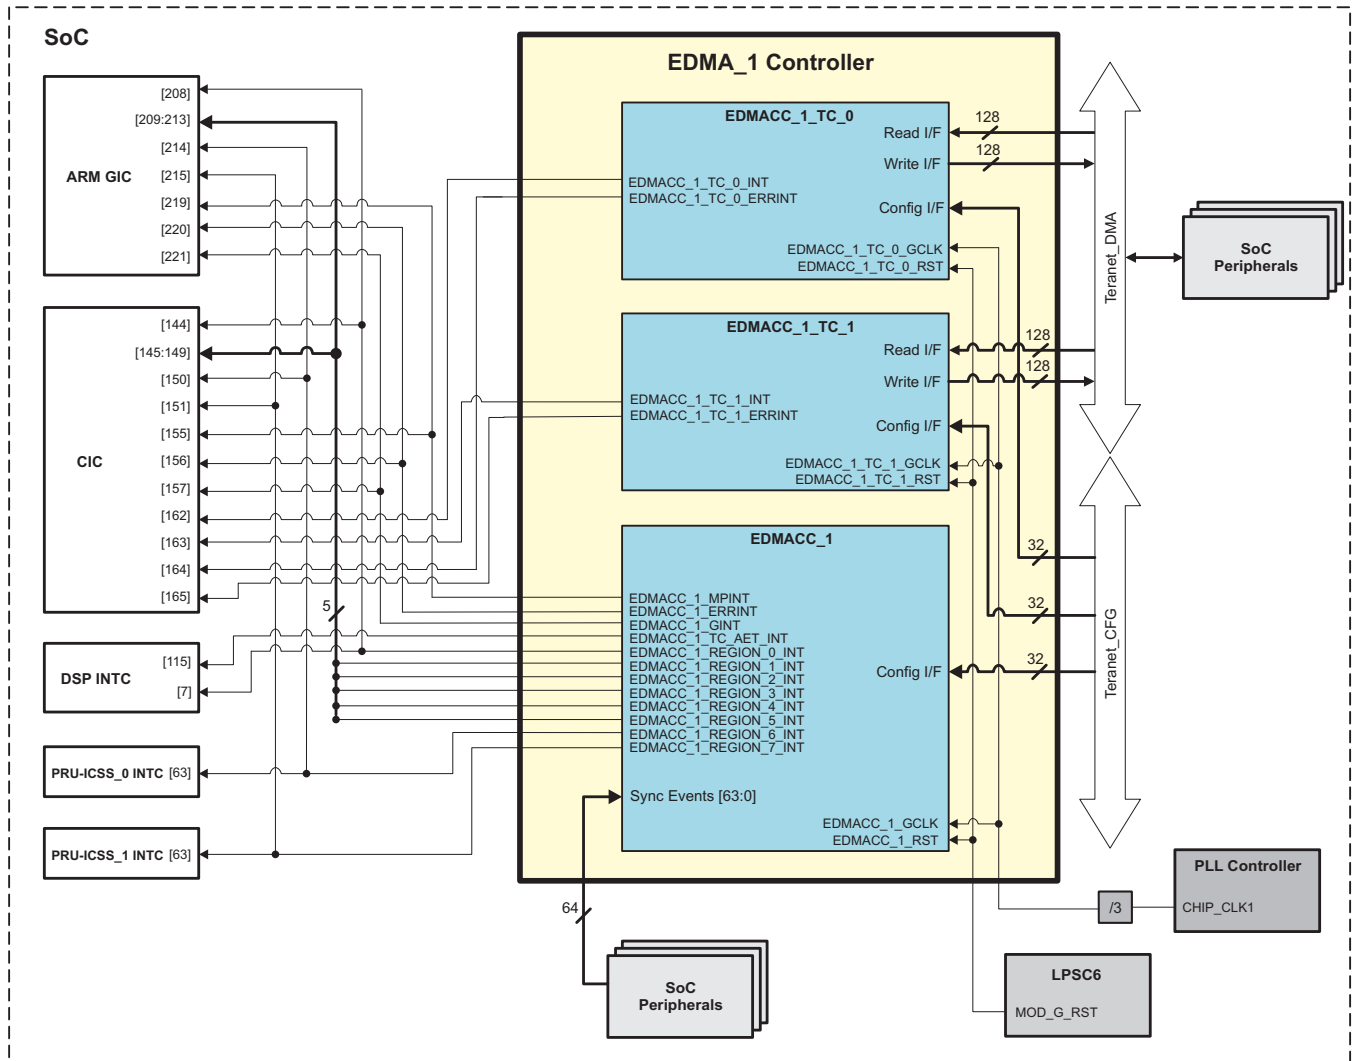 SoC
EDMA_1 Controller
ARM GIC
[208]
[209:213]
[214]
[215]
[219]
[220]
[221]
CIC
[144]
[145:149]
[150]
[151]
[155]
[156]
[157]
[162]
[163]
[164]
[165]
5
DSP INTC
[115]
[7]
PRU-ICSS_0 INTC [63]
PRU-ICSS_1 INTC [63]
EDMACC_1_TC_0
Read I/F
Write I/F
EDMACC_1_TC_0_INT
EDMACC_1_TC_0_ERRINT
Config I/F
EDMACC_1_TC_0_GCLK
EDMACC_1_TC_0_RST
128
128
EDMACC_1_TC_1
Read I/F
Write I/F
EDMACC_1_TC_1_INT
EDMACC_1_TC_1_ERRINT
Config I/F
EDMACC_1_TC_1_GCLK
EDMACC_1_TC_1_RST
128
128
EDMACC_1
EDMACC_1_MPINT
EDMACC_1_ERRINT
EDMACC_1_GINT
EDMACC_1_TC_AET_INT
EDMACC_1_REGION_0_INT
EDMACC_1_REGION_1_INT
EDMACC_1_REGION_2_INT
EDMACC_1_REGION_3_INT
EDMACC_1_REGION_4_INT
EDMACC_1_REGION_5_INT
EDMACC_1_REGION_6_INT
EDMACC_1_REGION_7_INT
Config I/F
Sync Events [63:0]
EDMACC_1_GCLK
EDMACC_1_RST
32
32
32
Teranet_DMA
Teranet_CFG
SoC
Peripherals
64
SoC
Peripherals
PLL Controller
CHIP_CLK1
/3
LPSC6
MOD_G_RST